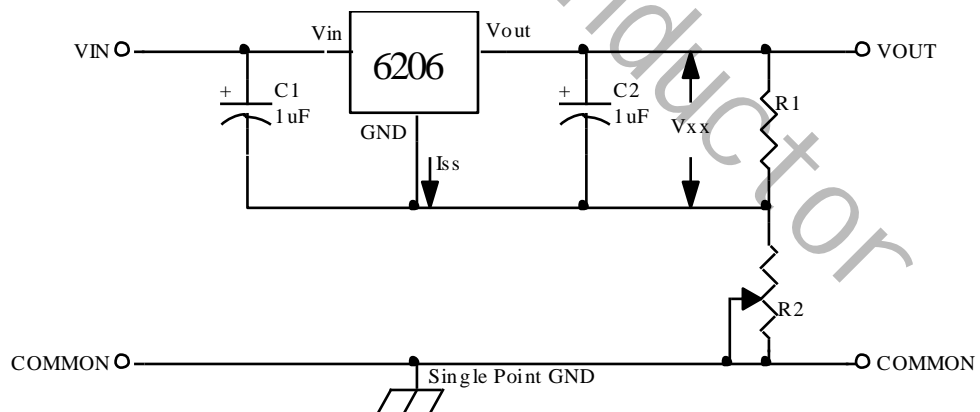 VIN
Vin
6206
Vout
VOUT
+
C1
1uF
GND
Iss
+
C2
1uF
Vxx
R1
R2
COMMON
Single Point GND
COMMON
nductor